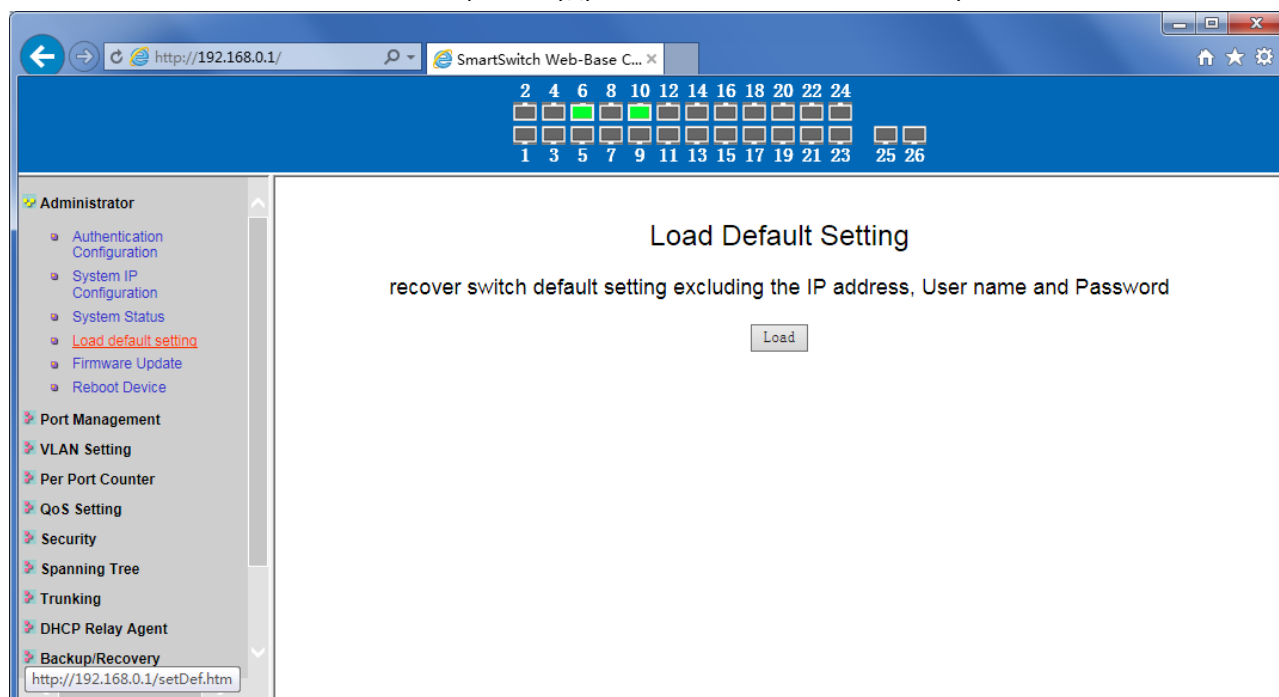 http://192.168.0.1/
SmartSwitch Web-Base C...
2 4 6 8 10 12 14 16 18 20 22 24
1 3 5 7 9 11 13 15 17 19 21 23 25 26
Administrator
Authentication
Configuration
System IP
Configuration
System Status
Load default setting
Firmware Update
Reboot Device
Port Management
VLAN Setting
Per Port Counter
QoS Setting
Security
Spanning Tree
Trunking
DHCP Relay Agent
Backup/Recovery
http://192.168.0.1/setDef.htm
Load Default Setting
recover switch default setting excluding the IP address, User name and Password
Load